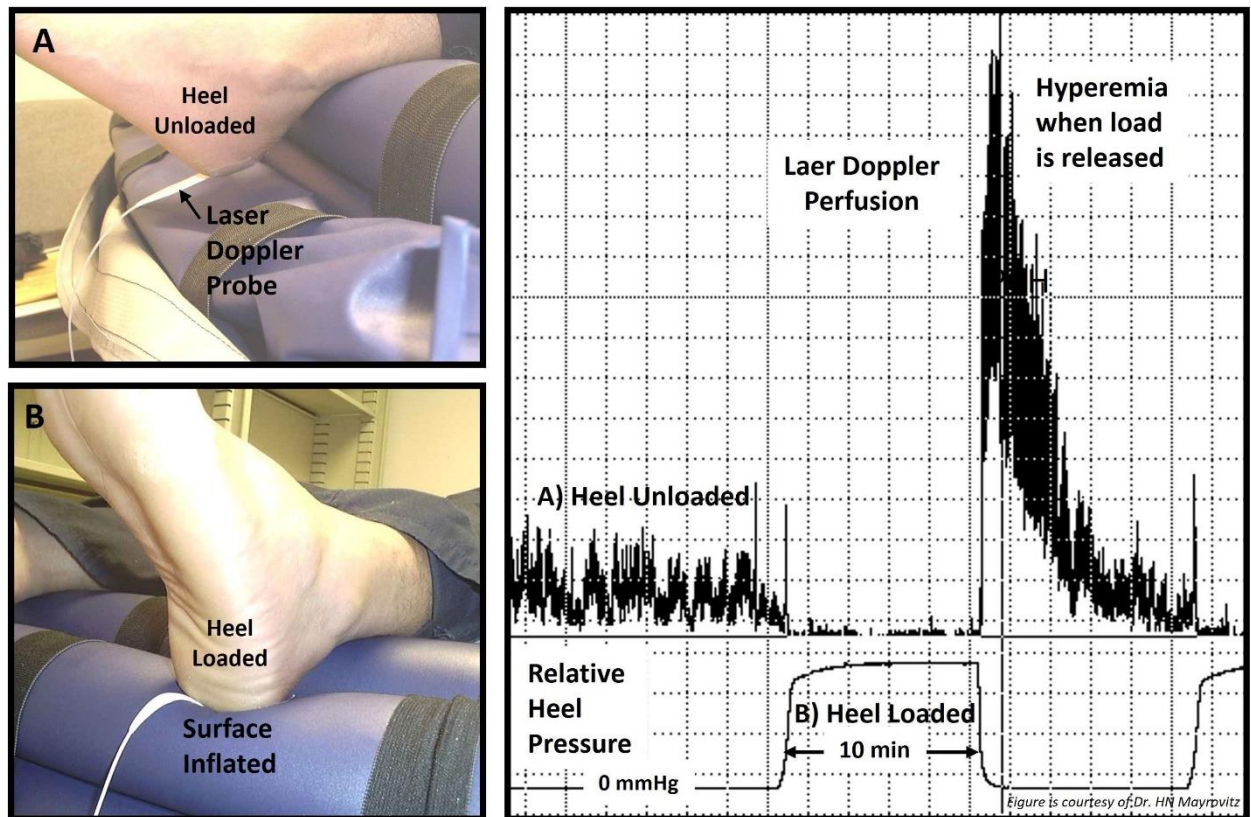 A
Heel
Unloaded
Laser
Doppler
Probe
B
Heel
Loaded
Surface
Inflated
Laer Doppler
Perfusion
Hyperemia
when load
is released
A) Heel Unloaded
Relative
Heel
Pressure
B) Heel Loaded
10 min
0 mmHg
Figure is courtesy of Dr. HN Mayrovitz